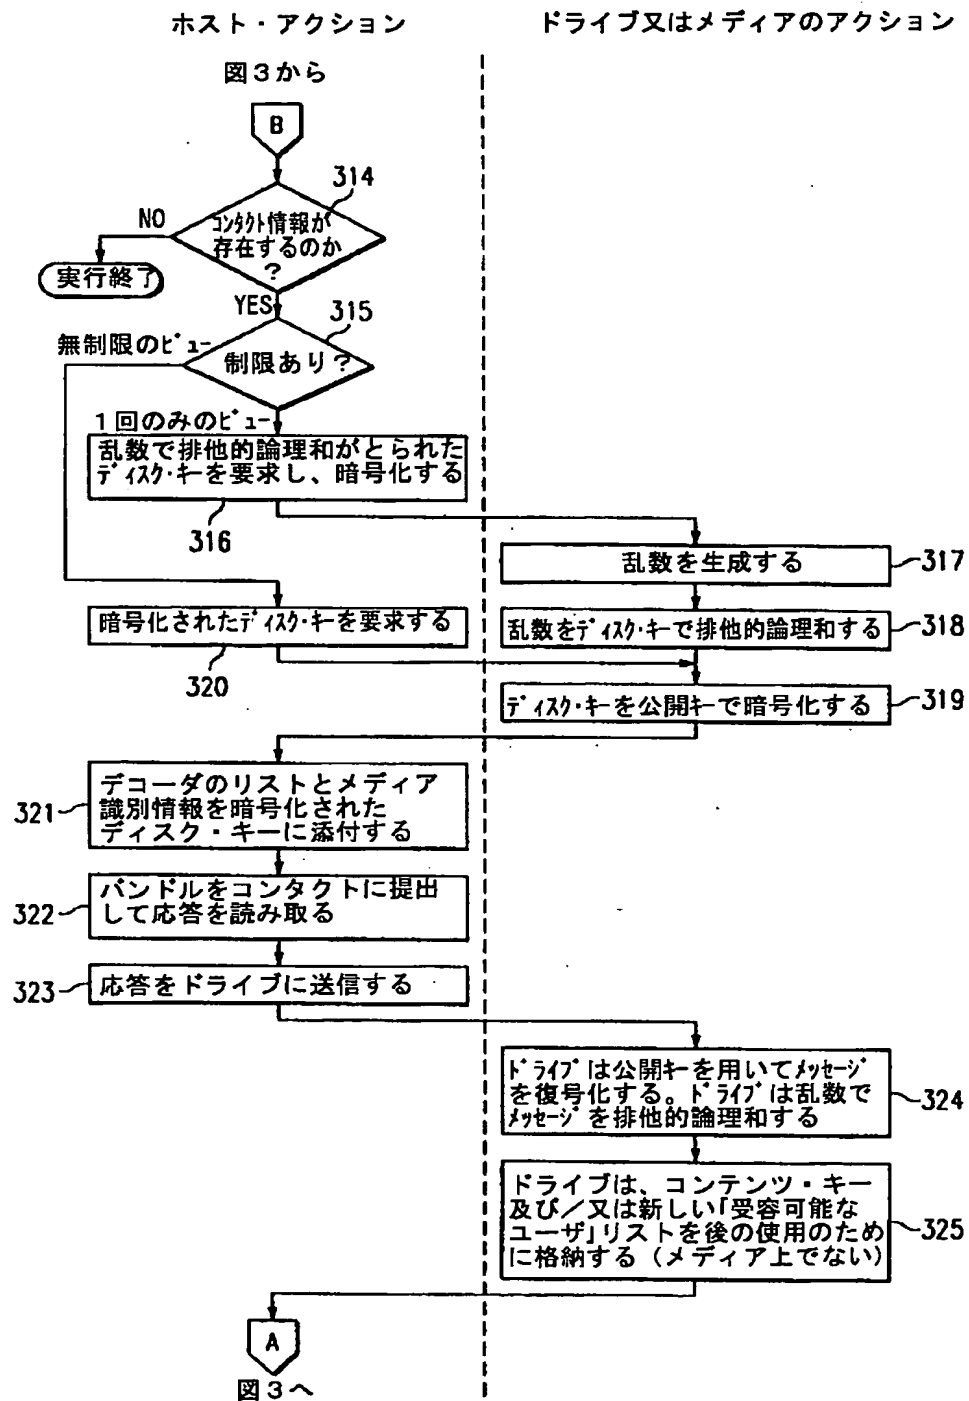 ホスト・アクション
ドライブ又はメディアのアクション
図3から
B
314
コンタクト情報が
存在するのか
?
NO
実行終了
YES
315
無制限のビュー
制限あり?
1回のみのビュー
乱数で排他的論理和がとられた
ディスク・キーを要求し、暗号化する
316
乱数を生成する
317
暗号化されたディスク・キーを要求する
320
乱数をディスク・キーで排他的論理和する
318
ディスク・キーを公開キーで暗号化する
319
デコーダのリストとメディア
識別情報を暗号化された
ディスク・キーに添付する
321
バンドルをコンタクトに提出
して応答を読み取る
322
応答をドライブに送信する
323
ドライブは公開キーを用いてメッセージ
を復号化する。ドライブは乱数で
メッセージを排他的論理和する
324
ドライブは、コンテンツ・キー
及び/又は新しい「受容可能な
ユーザ」リストを後の使用のため
に格納する(メディア上でない)
325
A
図3へ